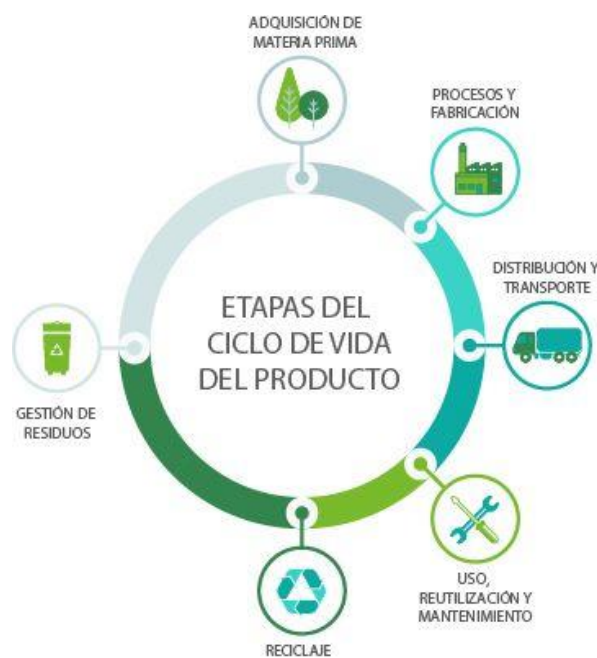 ADQUISICIÓN DE
MATERIA PRIMA
PROCESOS Y
FABRICACIÓN
DISTRIBUCIÓN Y
TRANSPORTE
ETAPAS DEL
CICLO DE VIDA
DEL PRODUCTO
GESTIÓN DE
RESIDUOS
USO,
REUTILIZACIÓN Y
MANTENIMIENTO
RECICLAJE